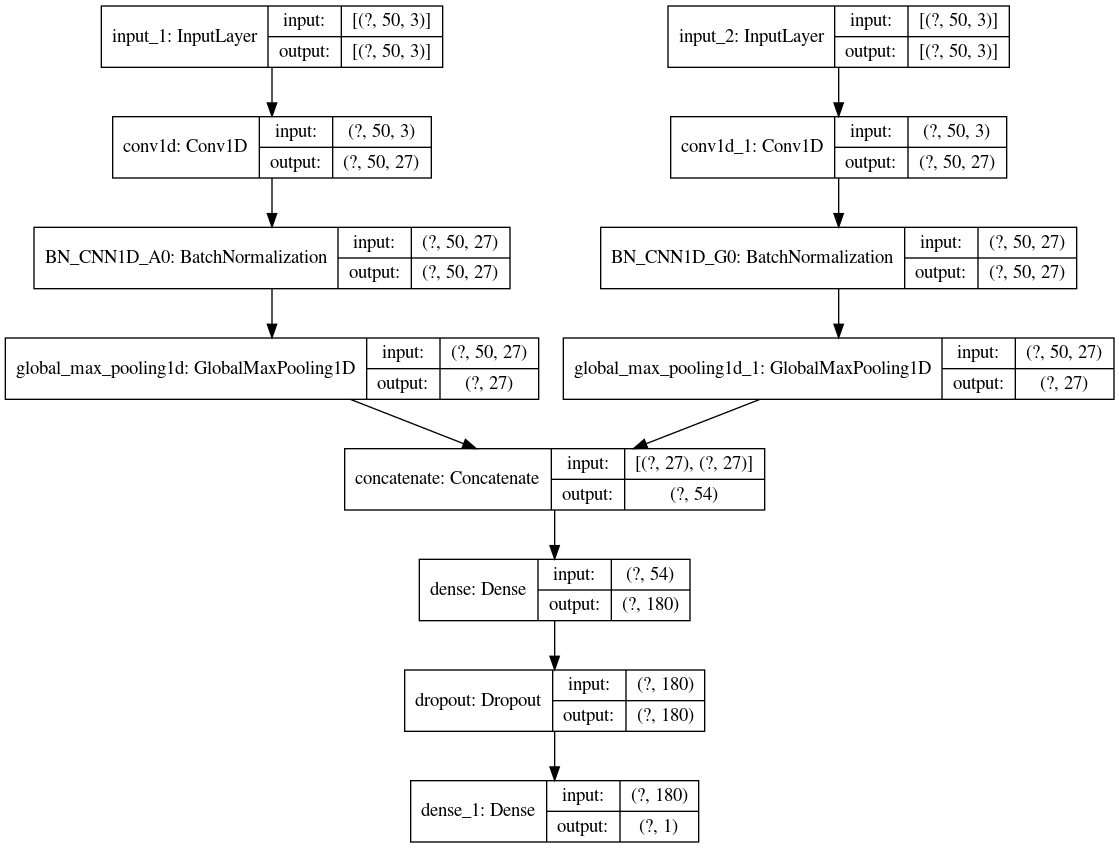 input_1: InputLayer
input: [(?, 50, 3)]
output: [(?, 50, 3)]
input_2: InputLayer
input: [(?, 50, 3)]
output: [(?, 50, 3)]
conv1d: Conv1D
input: (?, 50, 3)
output: (?, 50, 27)
conv1d_1: Conv1D
input: (?, 50, 3)
output: (?, 50, 27)
BN_CNN1D_A0: BatchNormalization
input: (?, 50, 27)
output: (?, 50, 27)
BN_CNN1D_G0: BatchNormalization
input: (?, 50, 27)
output: (?, 50, 27)
global_max_pooling1d: GlobalMaxPooling1D
input: (?, 50, 27)
output: (?, 27)
global_max_pooling1d_1: GlobalMaxPooling1D
input: (?, 50, 27)
output: (?, 27)
concatenate: Concatenate
input: [(?, 27), (?, 27)]
output: (?, 54)
dense: Dense
input: (?, 54)
output: (?, 180)
dropout: Dropout
input: (?, 180)
output: (?, 180)
dense_1: Dense
input: (?, 180)
output: (?, 1)